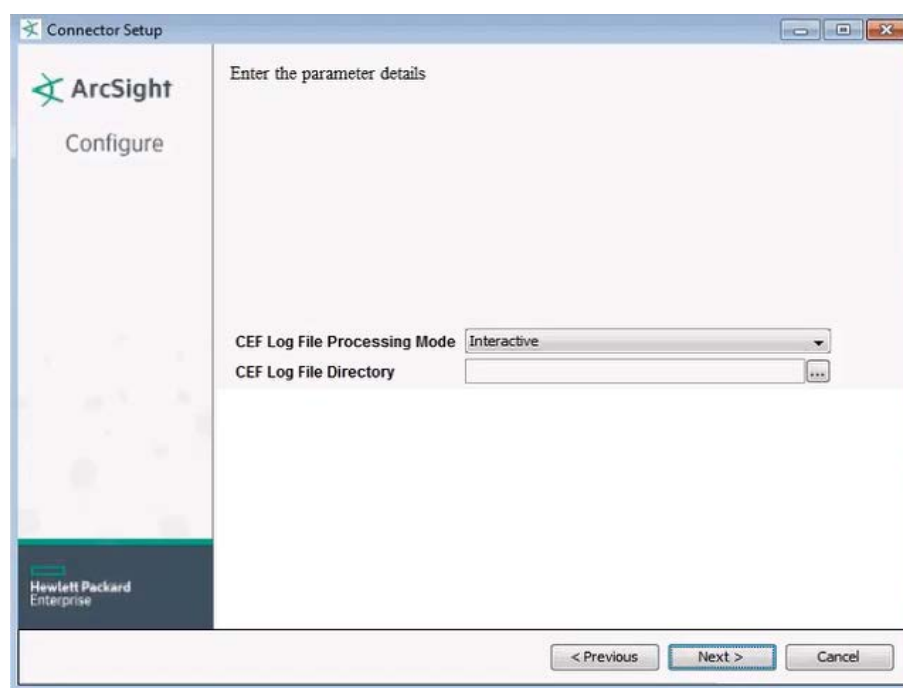 Connector Setup
ArcSight
Configure
Enter the parameter details
CEF Log File Processing Mode Interactive
CEF Log File Directory ...
Hewlett Packard
Enterprise
< Previous Next > Cancel